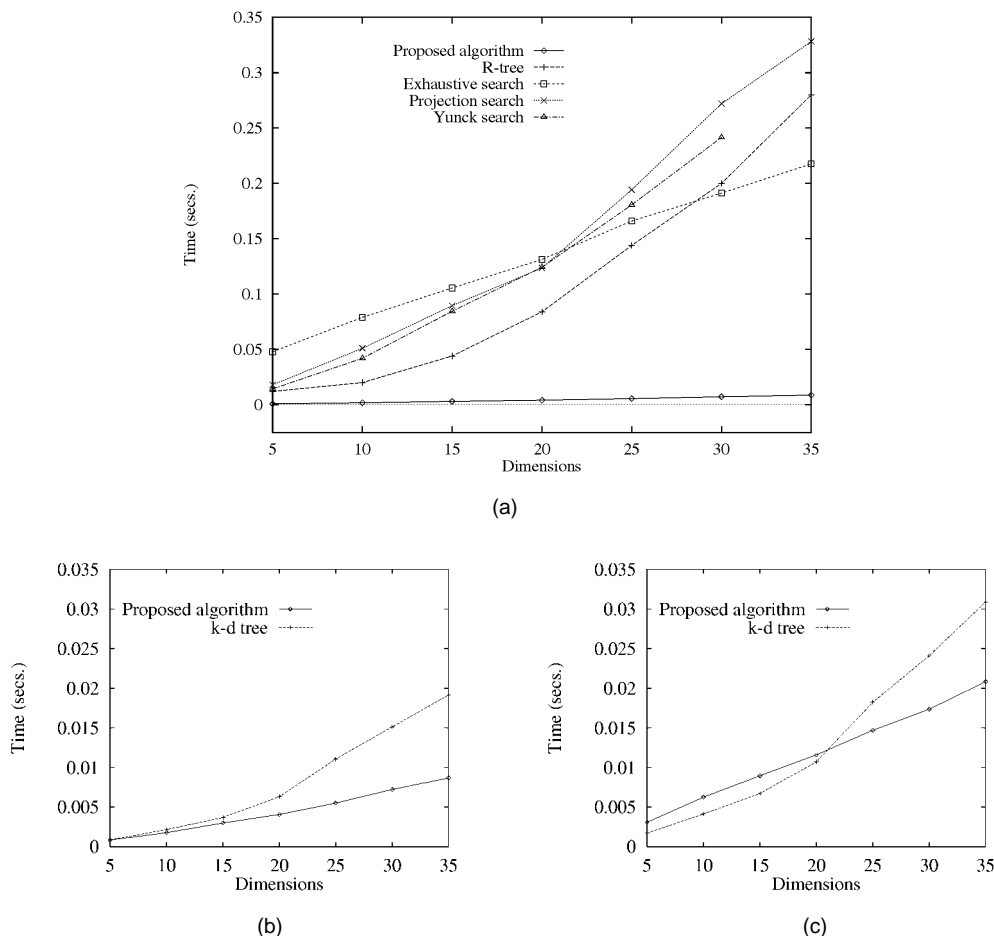 0.35
0.3
0.25
0.2
0.15
0.1
0.05
0
Time (secs.)
Proposed algorithm
R-tree
Exhaustive search
Projection search
Yunck search
5 10 15 20 25 30 35
Dimensions
(a)
0.035
0.03
0.025
0.02
0.015
0.01
0.005
0
Time (secs.)
Proposed algorithm
k-d tree
5 10 15 20 25 30 35
Dimensions
(b)
0.035
0.03
0.025
0.02
0.015
0.01
0.005
0
Time (secs.)
Proposed algorithm
k-d tree
5 10 15 20 25 30 35
Dimensions
(c)